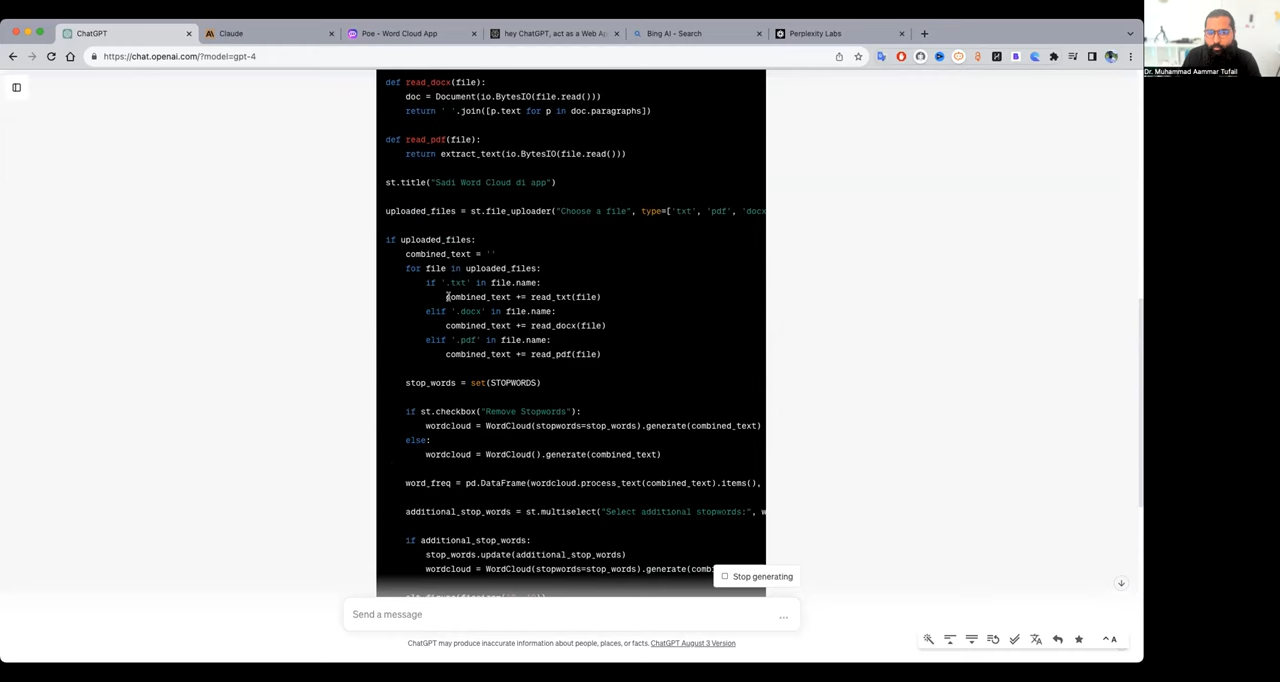 ChatGPT
Claude
Poe - Word Cloud App
hey ChatGPT, act as a Web Ap
Bing AI - Search
Perplexity Labs
https://chat.openai.com/?model=gpt-4
Dr. Muhammad Aammar Tufail
def read_docx(file):
doc = Document(io.BytesIO(file.read()))
return ' '.join([p.text for p in doc.paragraphs])
def read_pdf(file):
return extract_text(io.BytesIO(file.read()))
st.title("Sadi Word Cloud di app")
uploaded_files = st.file_uploader("Choose a file", type=['txt', 'pdf', 'docx
if uploaded_files:
combined_text = ''
for file in uploaded_files:
if '.txt' in file.name:
combined_text += read_txt(file)
elif '.docx' in file.name:
combined_text += read_docx(file)
elif '.pdf' in file.name:
combined_text += read_pdf(file)
stop_words = set(STOPWORDS)
if st.checkbox("Remove Stopwords"):
wordcloud = WordCloud(stopwords=stop_words).generate(combined_text)
else:
wordcloud = WordCloud().generate(combined_text)
word_freq = pd.DataFrame(wordcloud.process_text(combined_text).items(),
additional_stop_words = st.multiselect("Select additional stopwords:", w
if additional_stop_words:
stop_words.update(additional_stop_words)
wordcloud = WordCloud(stopwords=stop_words).generate(combi
Stop generating
Send a message
ChatGPT may produce inaccurate information about people, places, or facts. ChatGPT August 3 Version
A